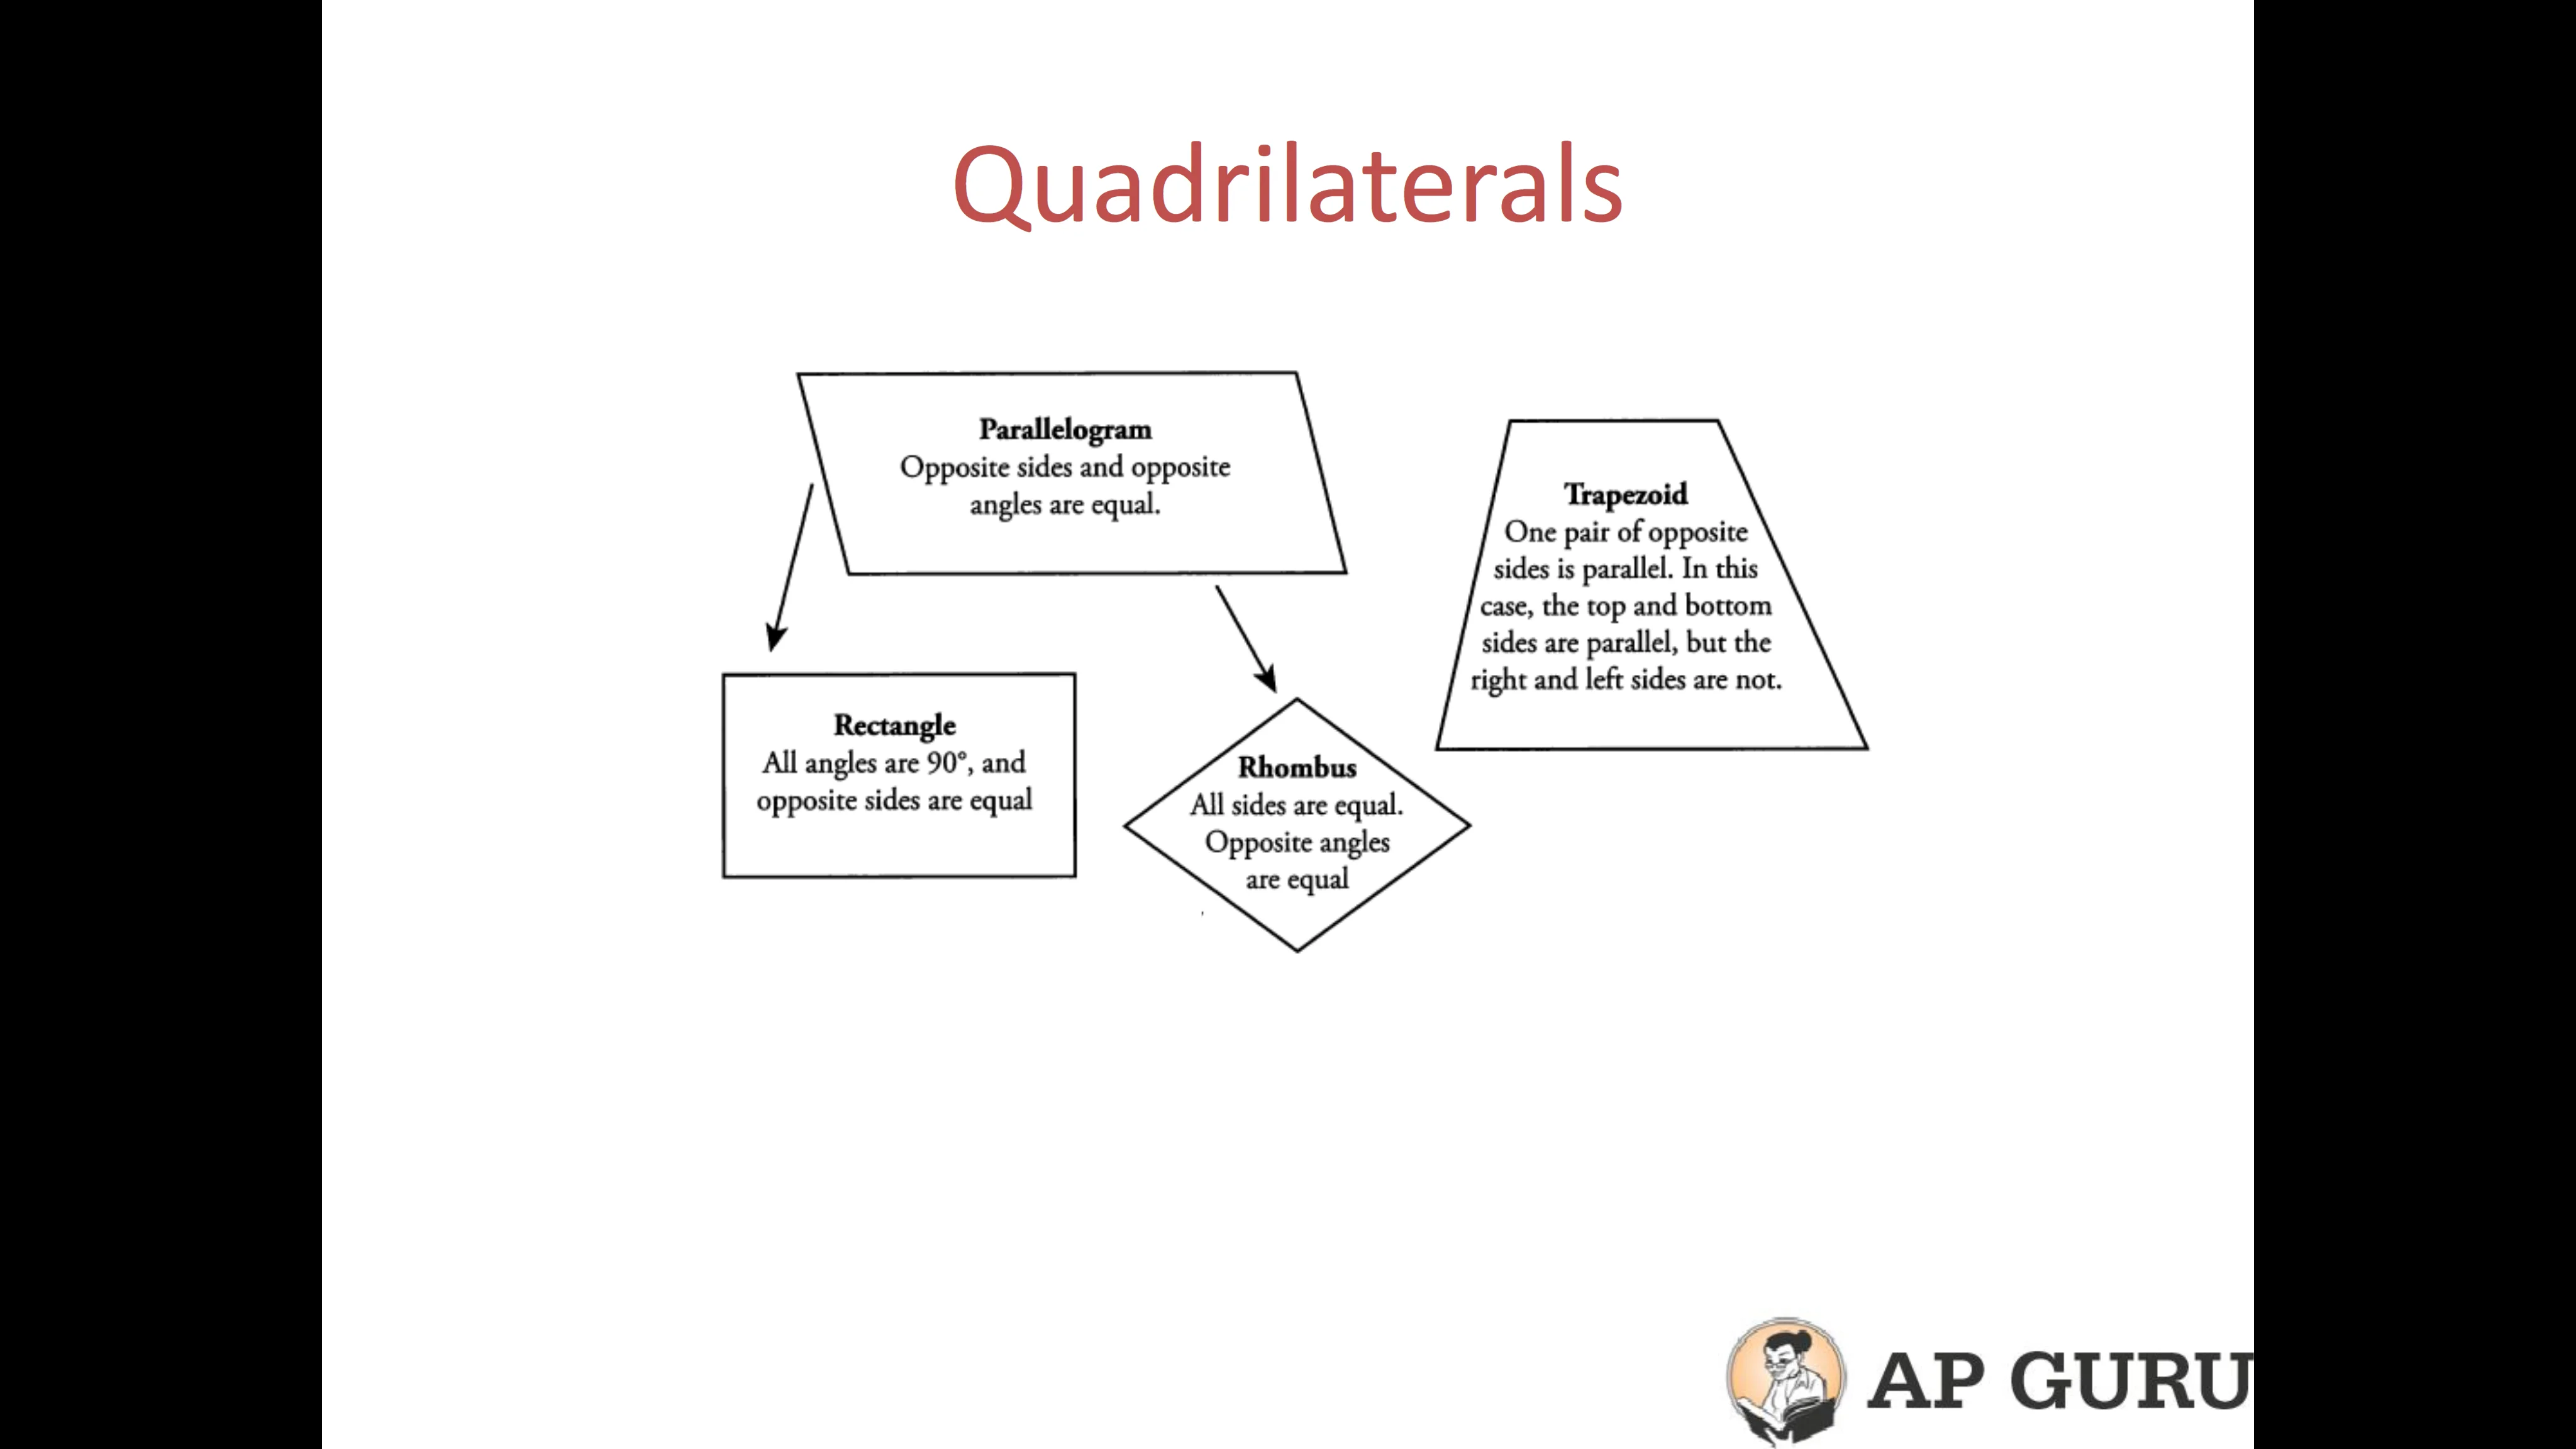 Quadrilaterals
Parallelogram
Opposite sides and opposite
angles are equal.
Trapezoid
One pair of opposite
sides is parallel. In this
case, the top and bottom
sides are parallel, but the
right and left sides are not.
Rectangle
All angles are 90°, and
opposite sides are equal
Rhombus
All sides are equal.
Opposite angles
are equal
AP GURU